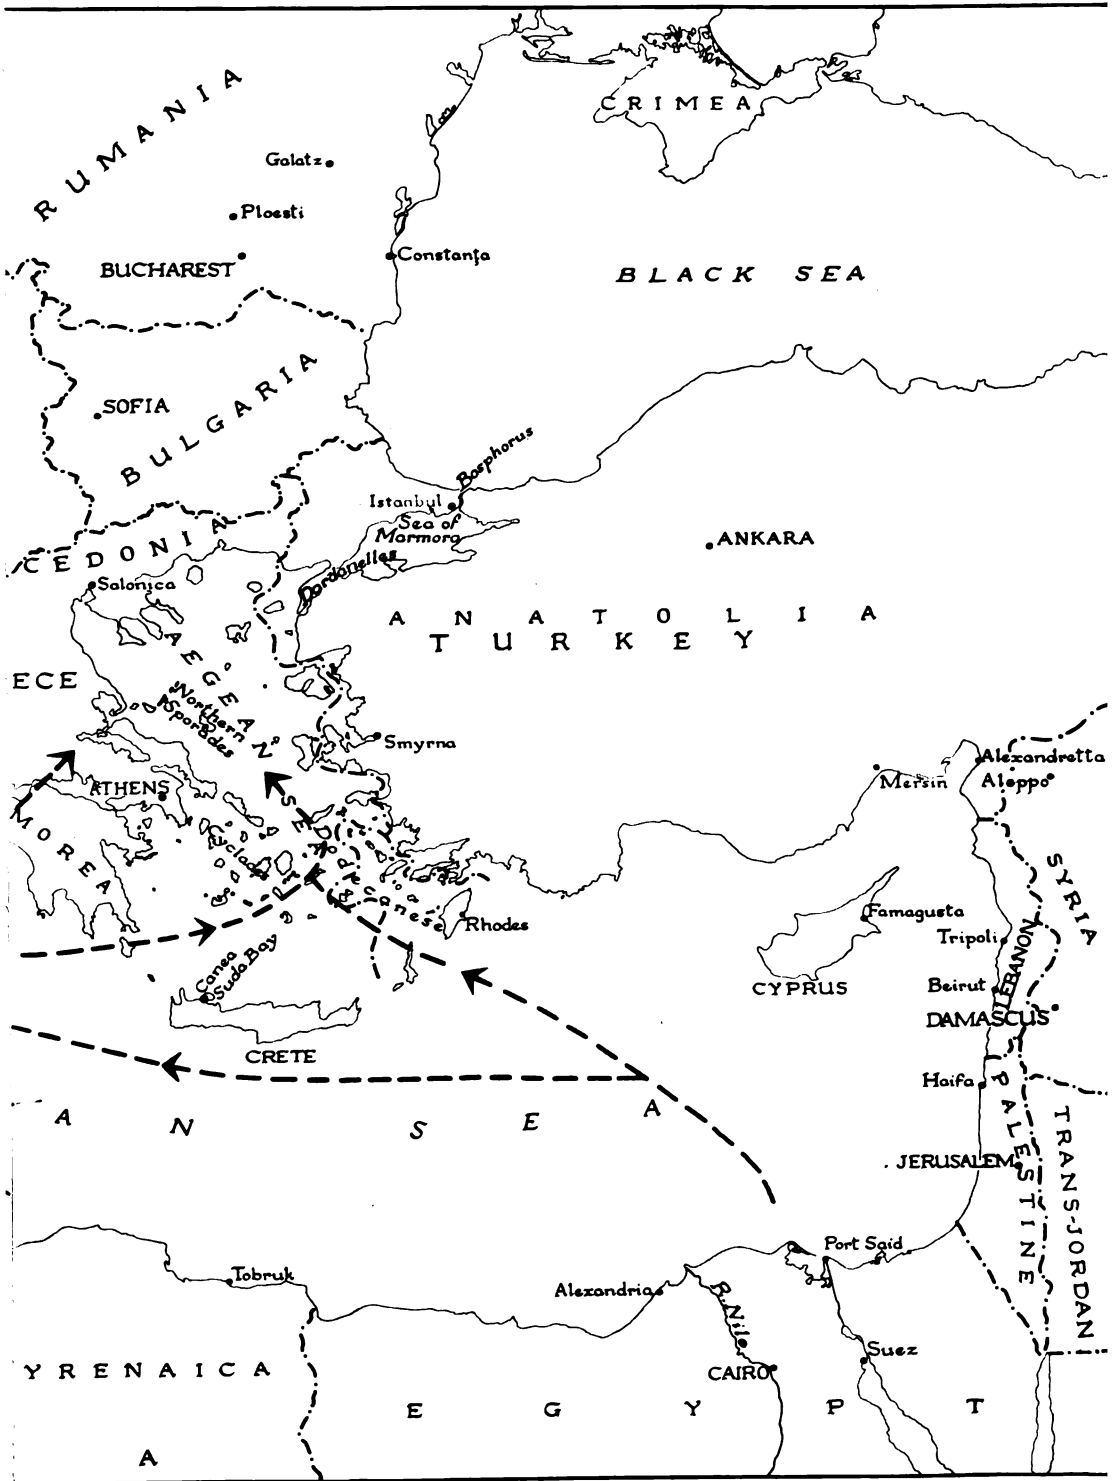 CRIMEA
RUMANIA
Galatz
Ploesti
BUCHAREST
Constanţa
BLACK SEA
SOFIA
BULGARIA
Bosphorus
Istanbul
Sea of
Marmora
CEDONIA
Dardanelles
ANKARA
Salonica
ANATOLIA
TURKEY
ECE
AEGEAN SEA
Northern
Sporades
Smyrna
Alexandretta
Mersin
Aleppo
ATHENS
MOREA
Cyclades
Dodecanese
SYRIA
Rhodes
Famagusta
Tripoli
LEBANON
Canea
Suda Bay
CYPRUS
Beirut
DAMASCUS
CRETE
Haifa
AN SEA
PALESTINE
TRANS-JORDAN
JERUSALEM
Port Said
Tobruk
Alexandria
R. Nile
Suez
CAIRO
YRENAICA
EGYPT
A